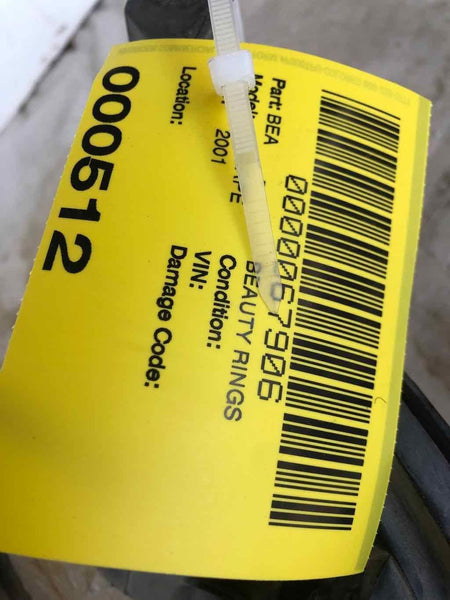 0000067906
Part: BEA
BEAUTY RINGS
2001
Condition:
VIN:
Location:
Damage Code:
000512